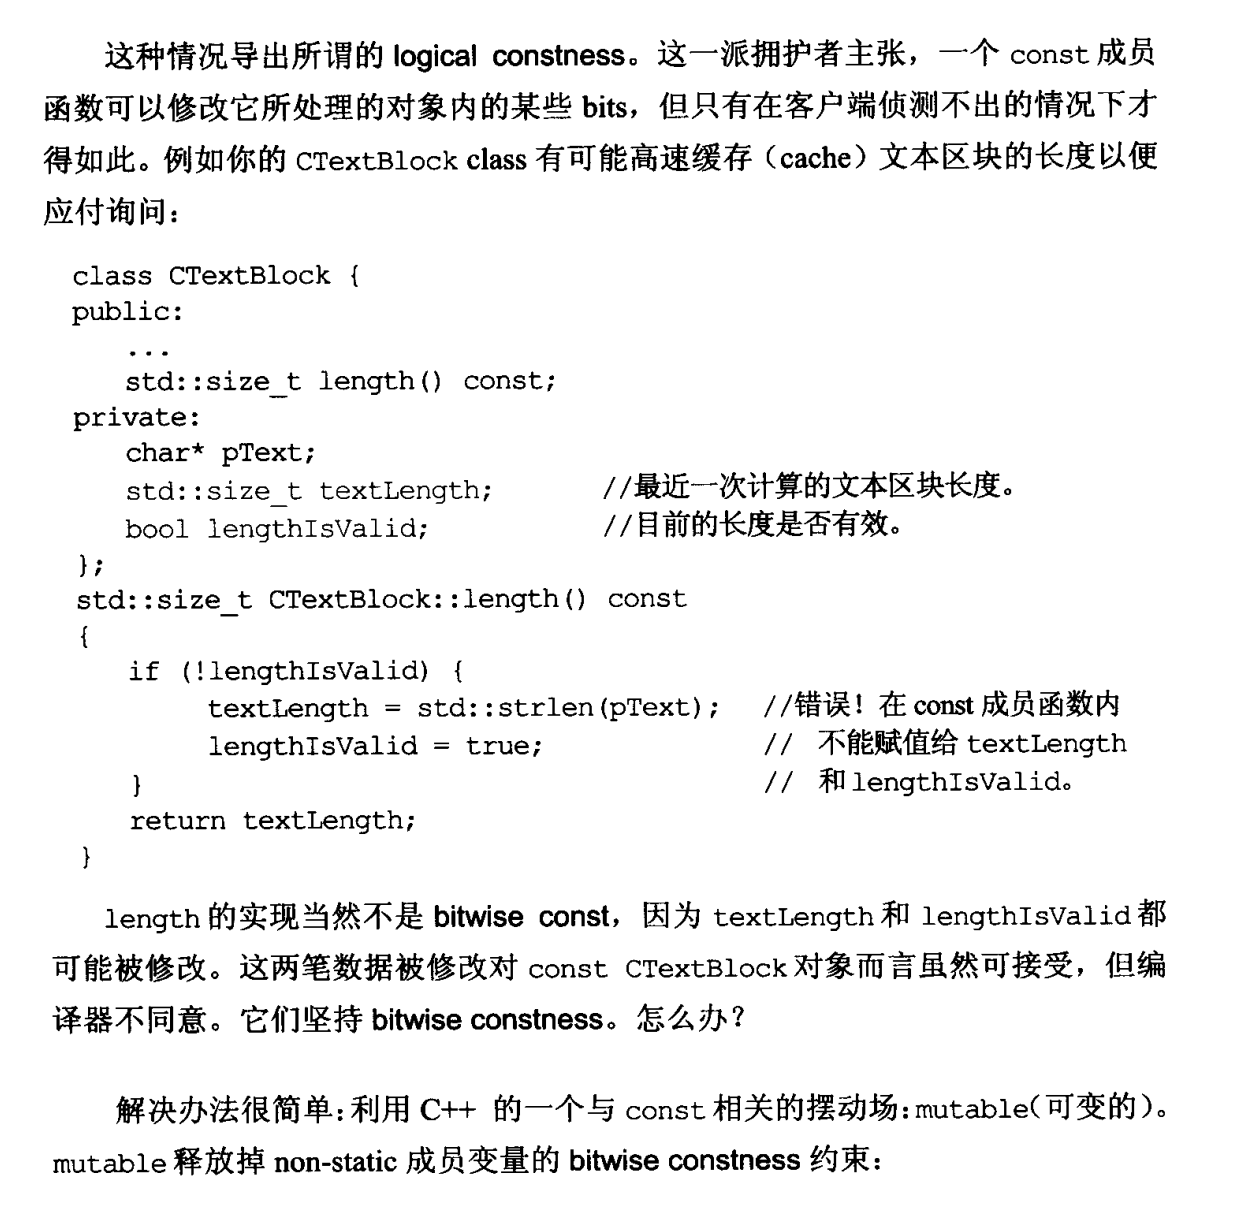 这种情况导出所谓的 logical constness。这一派拥护者主张，一个 const 成员
函数可以修改它所处理的对象内的某些 bits，但只有在客户端侦测不出的情况下才
得如此。例如你的 CTextBlock class 有可能高速缓存（cache）文本区块的长度以便
应付询问：
class CTextBlock {
public:
...
std::size_t length() const;
private:
char* pText;
std::size_t textLength; //最近一次计算的文本区块长度。
bool lengthIsValid; //目前的长度是否有效。
};
std::size_t CTextBlock::length() const
{
if (!lengthIsValid) {
textLength = std::strlen(pText); //错误！在 const 成员函数内
lengthIsValid = true; // 不能赋值给 textLength
} // 和 lengthIsValid。
return textLength;
}
length 的实现当然不是 bitwise const，因为 textLength 和 lengthIsValid 都
可能被修改。这两笔数据被修改对 const CTextBlock 对象而言虽然可接受，但编
译器不同意。它们坚持 bitwise constness。怎么办？
解决办法很简单：利用 C++ 的一个与 const 相关的摆动场：mutable（可变的）。
mutable 释放掉 non-static 成员变量的 bitwise constness 约束：